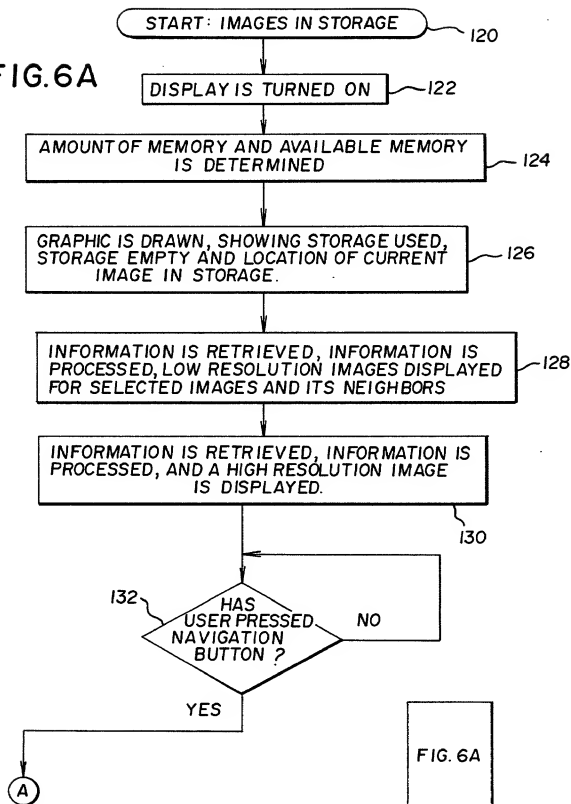 START: IMAGES IN STORAGE
120
FIG.6A
DISPLAY IS TURNED ON
122
AMOUNT OF MEMORY AND AVAILABLE MEMORY
IS DETERMINED
124
GRAPHIC IS DRAWN, SHOWING STORAGE USED,
STORAGE EMPTY AND LOCATION OF CURRENT
IMAGE IN STORAGE.
126
INFORMATION IS RETRIEVED, INFORMATION IS
PROCESSED, LOW RESOLUTION IMAGES DISPLAYED
FOR SELECTED IMAGES AND ITS NEIGHBORS
128
INFORMATION IS RETRIEVED, INFORMATION IS
PROCESSED, AND A HIGH RESOLUTION IMAGE
IS DISPLAYED.
130
132
HAS
USER PRESSED
NAVIGATION
BUTTON ?
NO
YES
FIG. 6A
A